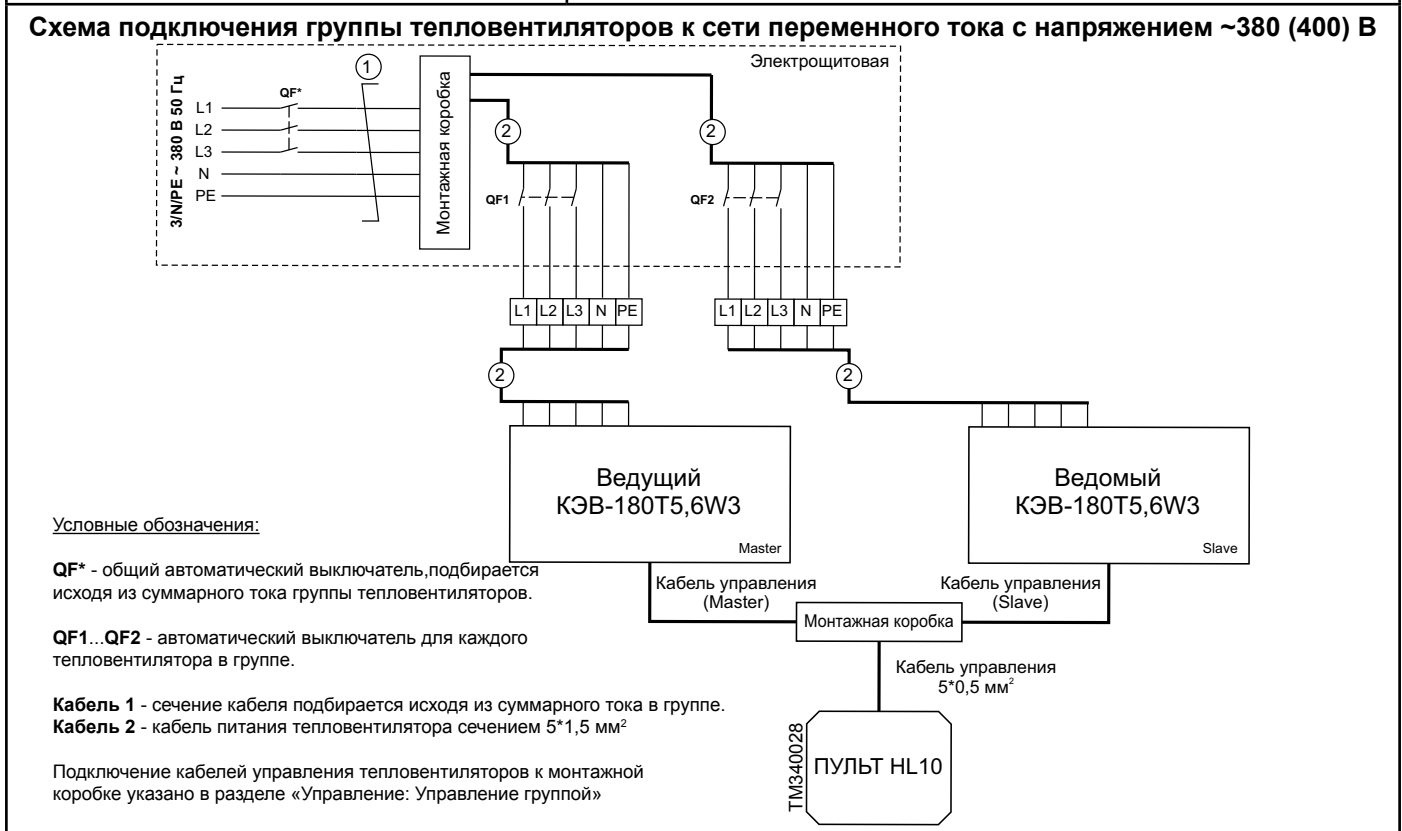 Схема подключения группы тепловентиляторов к сети переменного тока с напряжением ~380 (400) В
Электрощитовая
1
3/N/PE ~ 380 В 50 Гц
QF*
L1
L2
L3
N
PE
Монтажная коробка
2
2
QF1
QF2
L1 L2 L3 N PE
L1 L2 L3 N PE
2
2
Ведущий
КЭВ-180Т5,6W3
Master
Ведомый
КЭВ-180Т5,6W3
Slave
Кабель управления
(Master)
Кабель управления
(Slave)
Монтажная коробка
Кабель управления
5*0,5 мм²
ТМ340028
ПУЛЬТ HL10
Условные обозначения:
QF* - общий автоматический выключатель,подбирается
исходя из суммарного тока группы тепловентиляторов.
QF1...QF2 - автоматический выключатель для каждого
тепловентилятора в группе.
Кабель 1 - сечение кабеля подбирается исходя из суммарного тока в группе.
Кабель 2 - кабель питания тепловентилятора сечением 5*1,5 мм²
Подключение кабелей управления тепловентиляторов к монтажной
коробке указано в разделе «Управление: Управление группой»